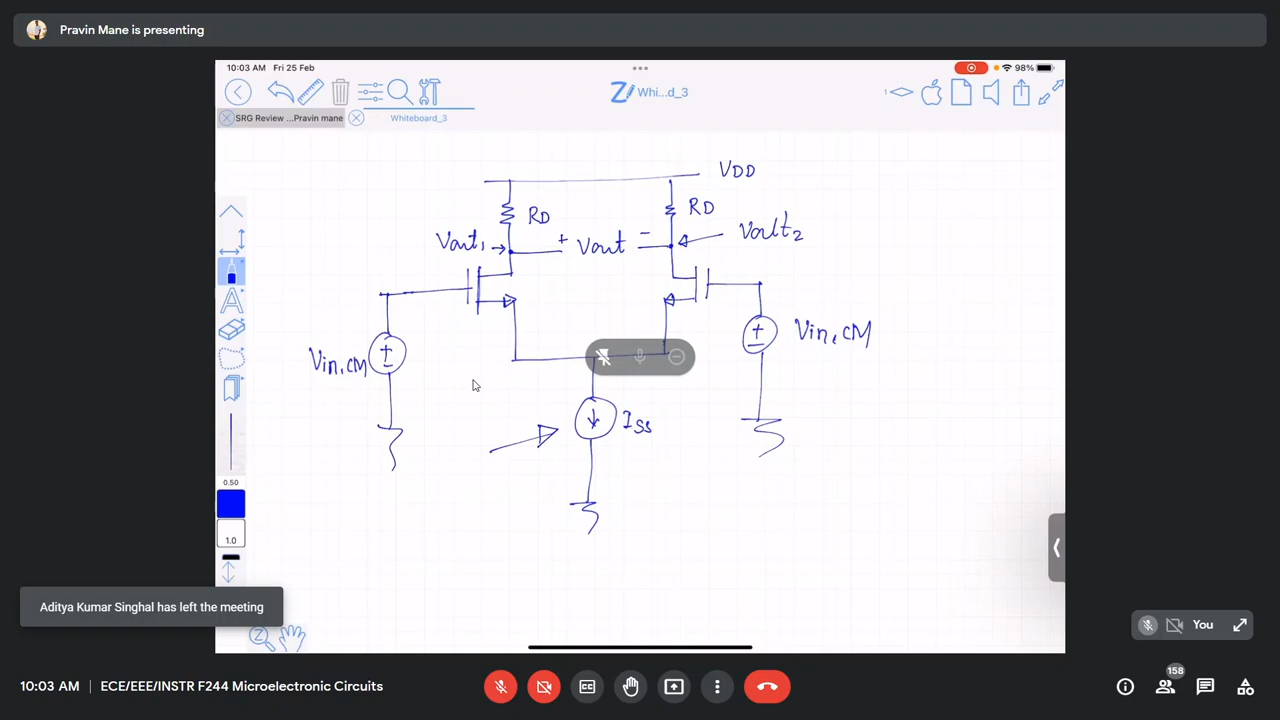 Pravin Mane is presenting
10:03 AM Fri 25 Feb
98%
Whi...d_3
1
SRG Review ...Pravin mane
Whiteboard_3
VDD
RD
RD
Vout1
+ Vout -
Vout2
+
-
Vin,CM
+
-
Vin,CM
ISS
0.50
1.0
Aditya Kumar Singhal has left the meeting
You
10:03 AM | ECE/EEE/INSTR F244 Microelectronic Circuits
158